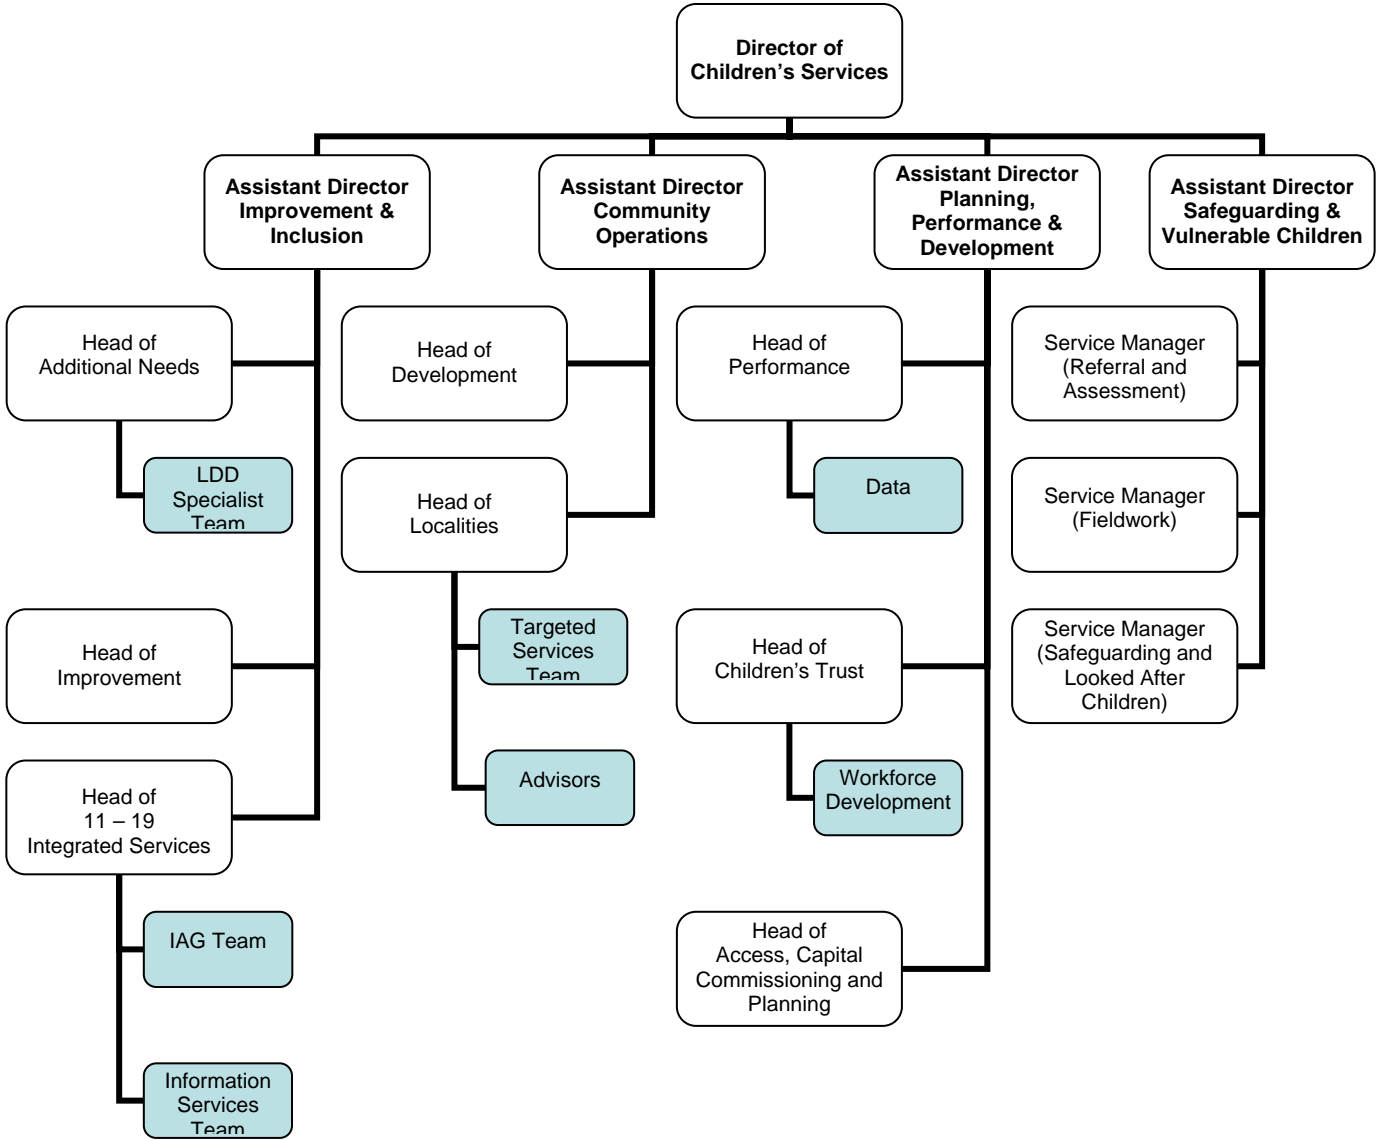 Director of
Children’s Services
Assistant Director
Improvement &
Inclusion
Assistant Director
Community
Operations
Assistant Director
Planning,
Performance &
Development
Assistant Director
Safeguarding &
Vulnerable Children
Head of
Additional Needs
Head of
Development
Head of
Performance
Service Manager
(Referral and
Assessment)
LDD
Specialist
Team
Head of
Localities
Data
Service Manager
(Fieldwork)
Head of
Improvement
Targeted
Services
Team
Head of
Children’s Trust
Service Manager
(Safeguarding and
Looked After
Children)
Head of
11 – 19
Integrated Services
Advisors
Workforce
Development
IAG Team
Head of
Access, Capital
Commissioning and
Planning
Information
Services
Team